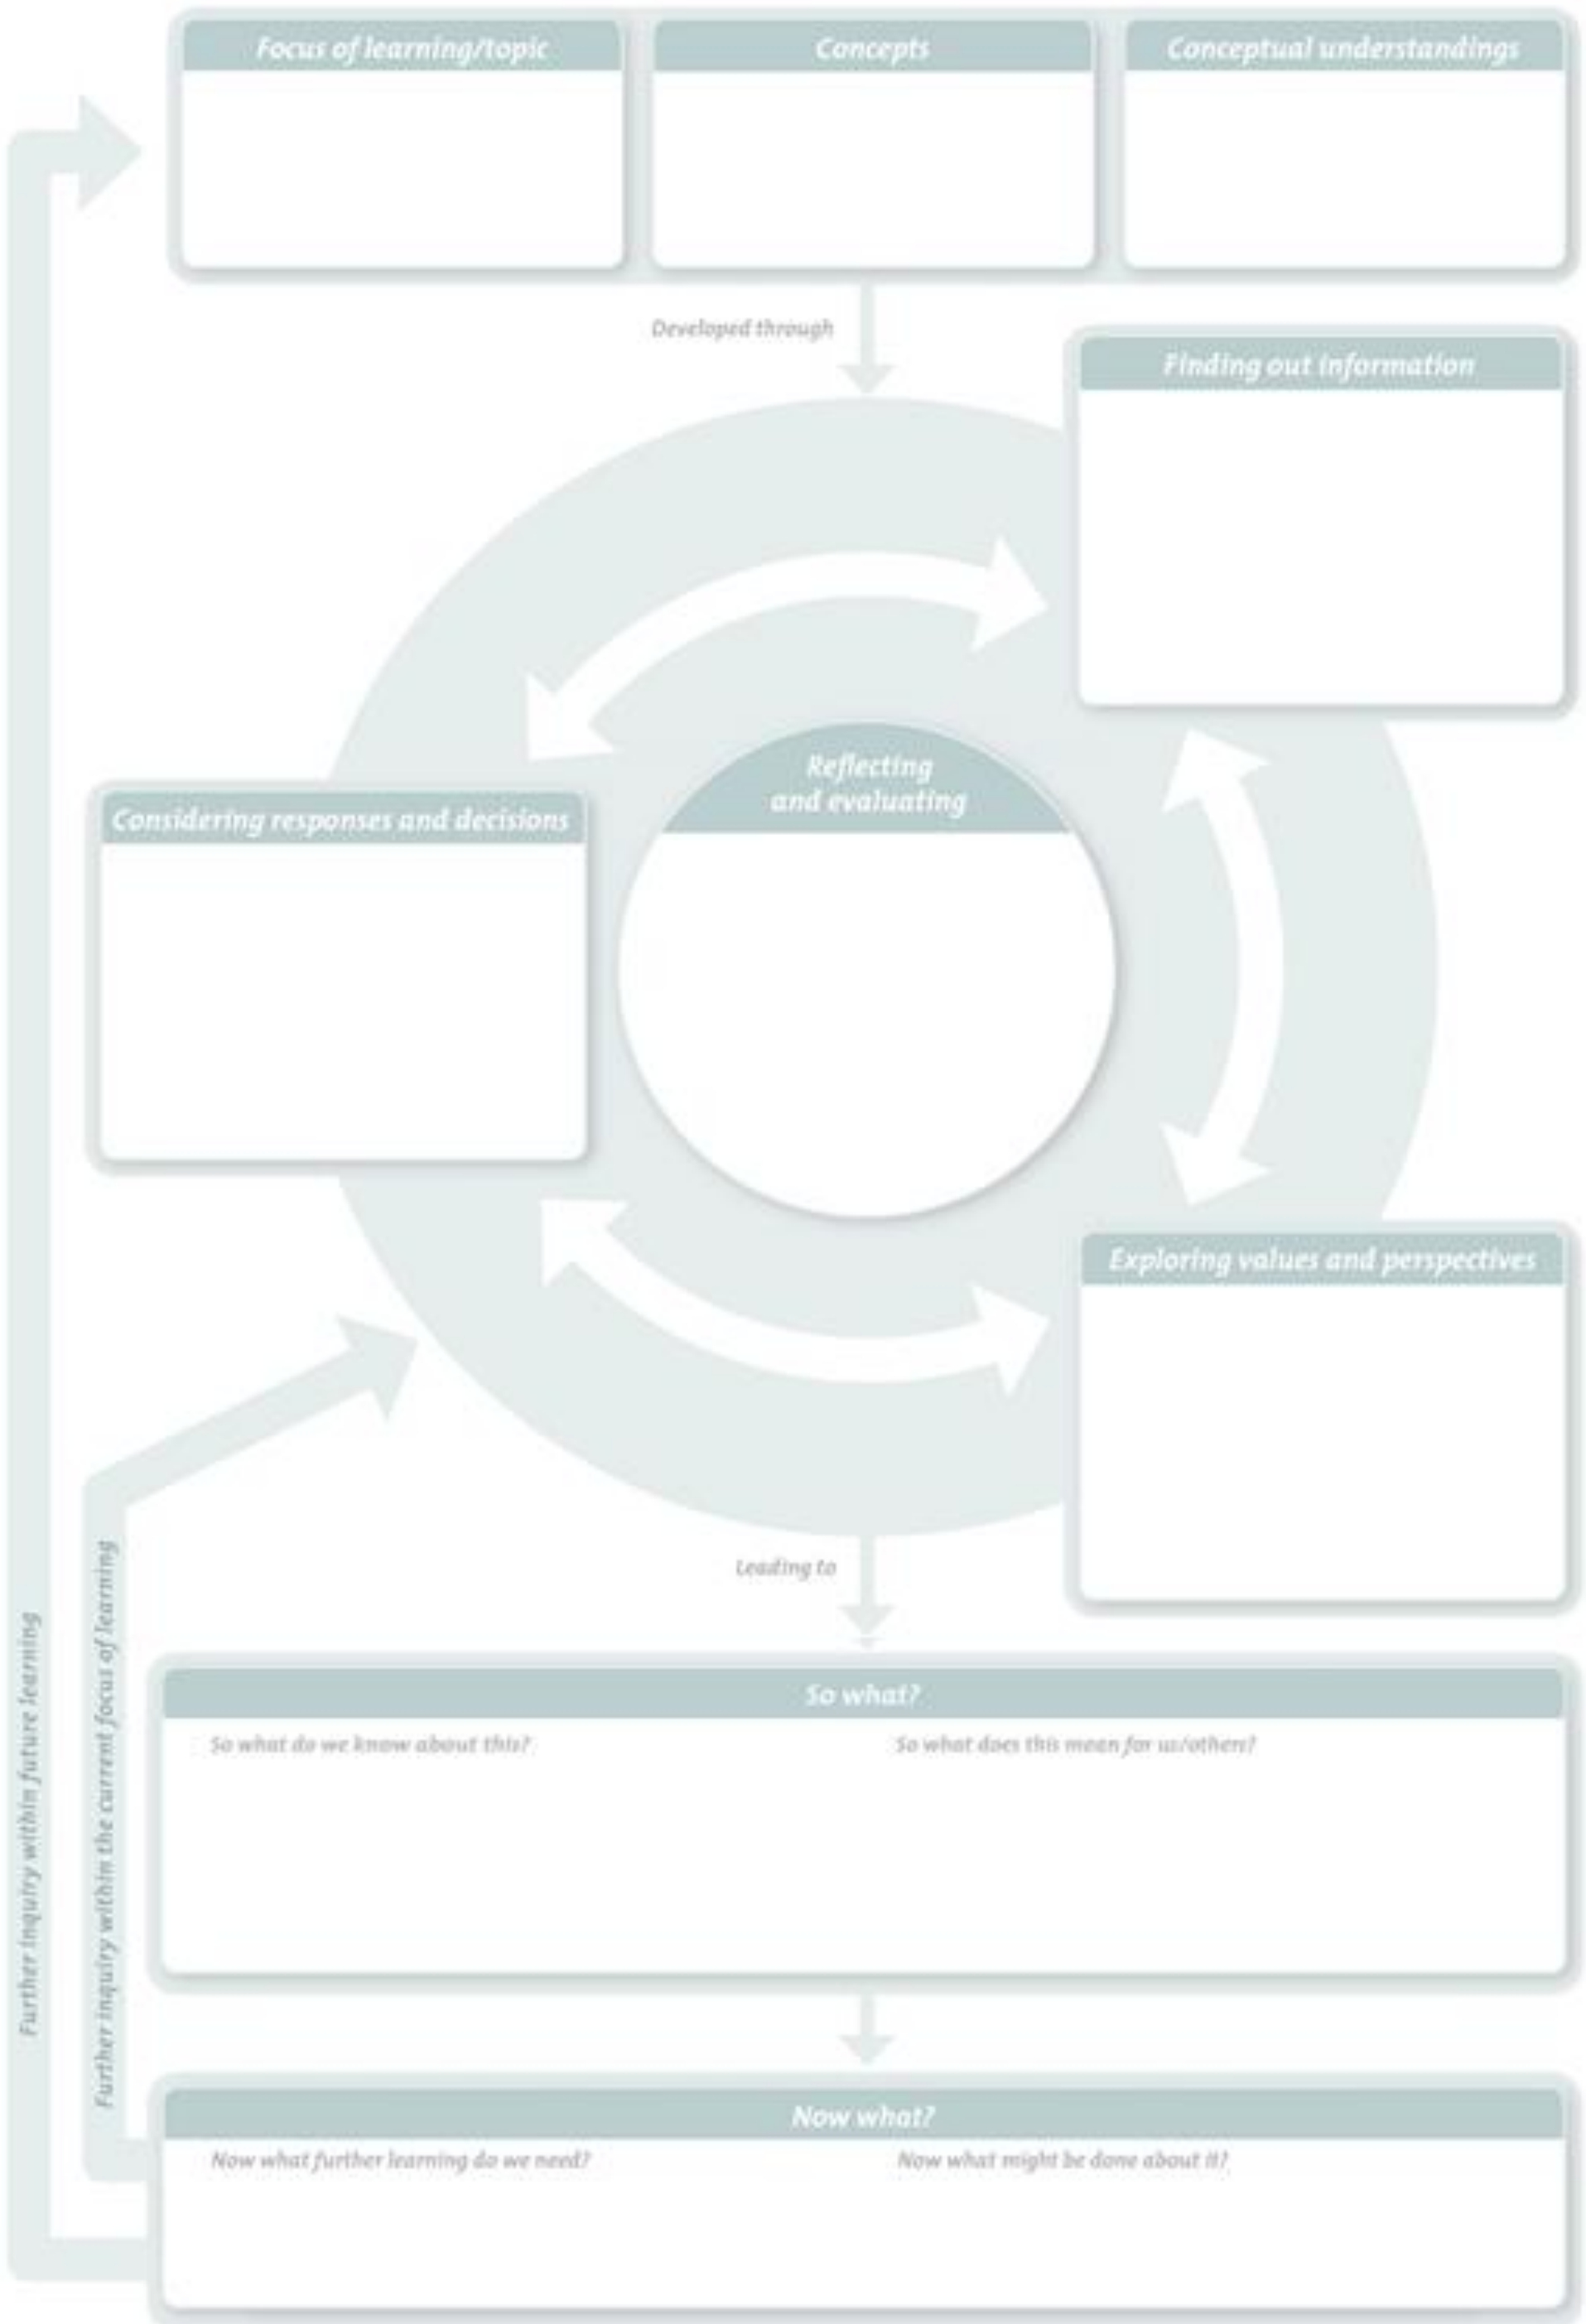 Focus of learning/topic
Concepts
Conceptual understandings
Developed through
Finding out information
Reflecting
and evaluating
Considering responses and decisions
Exploring values and perspectives
Leading to
So what?
So what do we know about this?
So what does this mean for us/others?
Now what?
Now what further learning do we need?
Now what might be done about it?
Further inquiry within the current focus of learning
Further inquiry within future learning